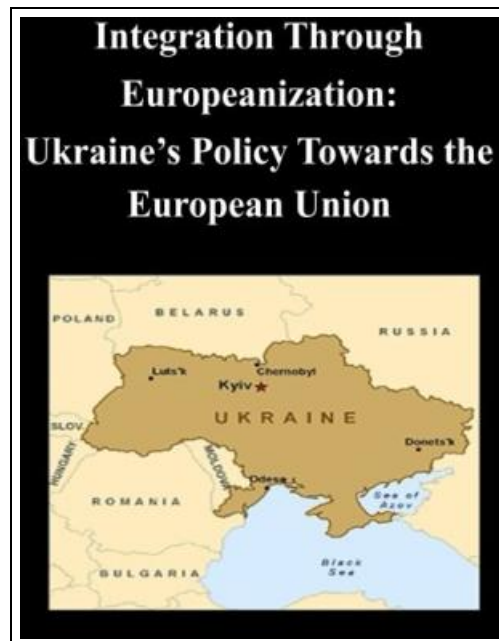 Integration Through
Europeanization:
Ukraine's Policy Towards the
European Union
POLAND
BELARUS
RUSSIA
Luts'k
Chernobyl
Kyiv
UKRAINE
SLOV.
HUNGARY
MOLDOVA
Donets'k
Odesa
Sea of
Azov
ROMANIA
Black
Sea
BULGARIA